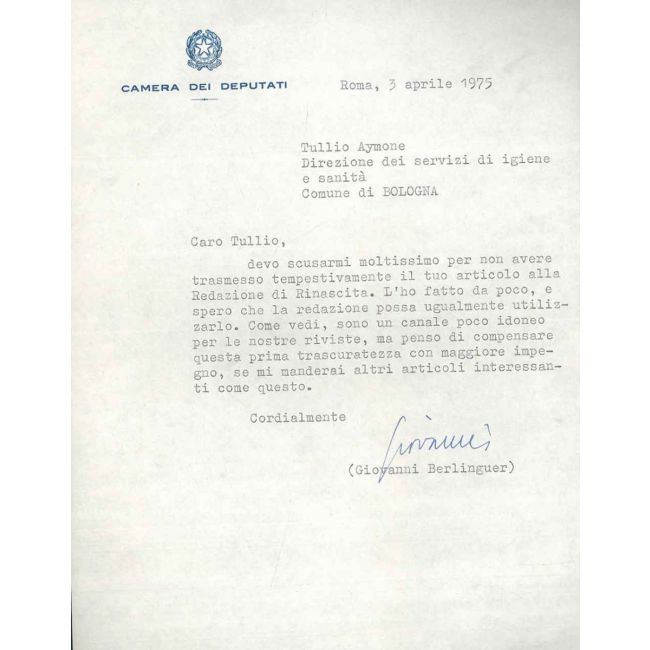 CAMERA DEI DEPUTATI
Roma, 3 aprile 1975
Tullio Aymone
Direzione dei servizi di igiene
e sanità
Comune di BOLOGNA
Caro Tullio,
devo scusarmi moltissimo per non avere
trasmesso tempestivamente il tuo articolo alla
Redazione di Rinascita. L'ho fatto da poco, e
spero che la redazione possa ugualmente utiliz-
zarlo. Come vedi, sono un canale poco idoneo
per le nostre riviste, ma penso di compensare
questa prima trascuratezza con maggiore impe-
gno, se mi manderai altri articoli interessan-
ti come questo.
Cordialmente
Giovanni
(Giovanni Berlinguer)